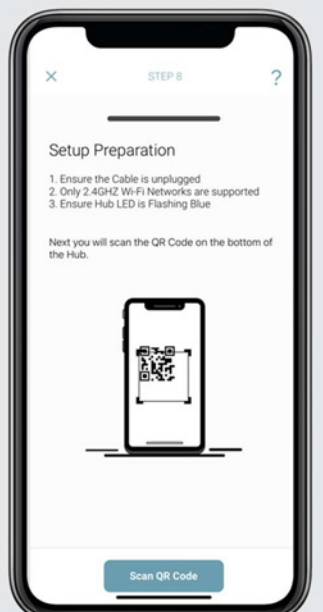 STEP 8
?
Setup Preparation
1. Ensure the Cable is unplugged
2. Only 2.4GHZ Wi-Fi Networks are supported
3. Ensure Hub LED is Flashing Blue
Next you will scan the QR Code on the bottom of
the Hub.
Scan QR Code